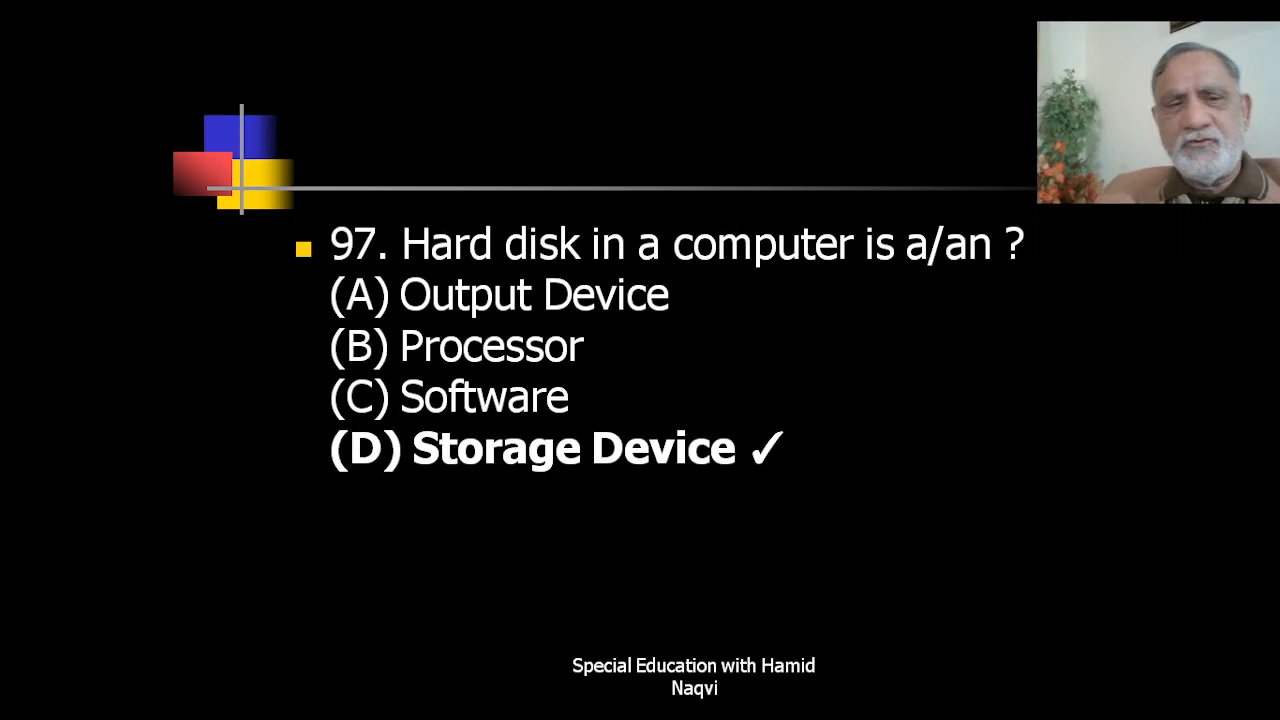 97. Hard disk in a computer is a/an ?
(A) Output Device
(B) Processor
(C) Software
(D) Storage Device ✓
Special Education with Hamid
Naqvi